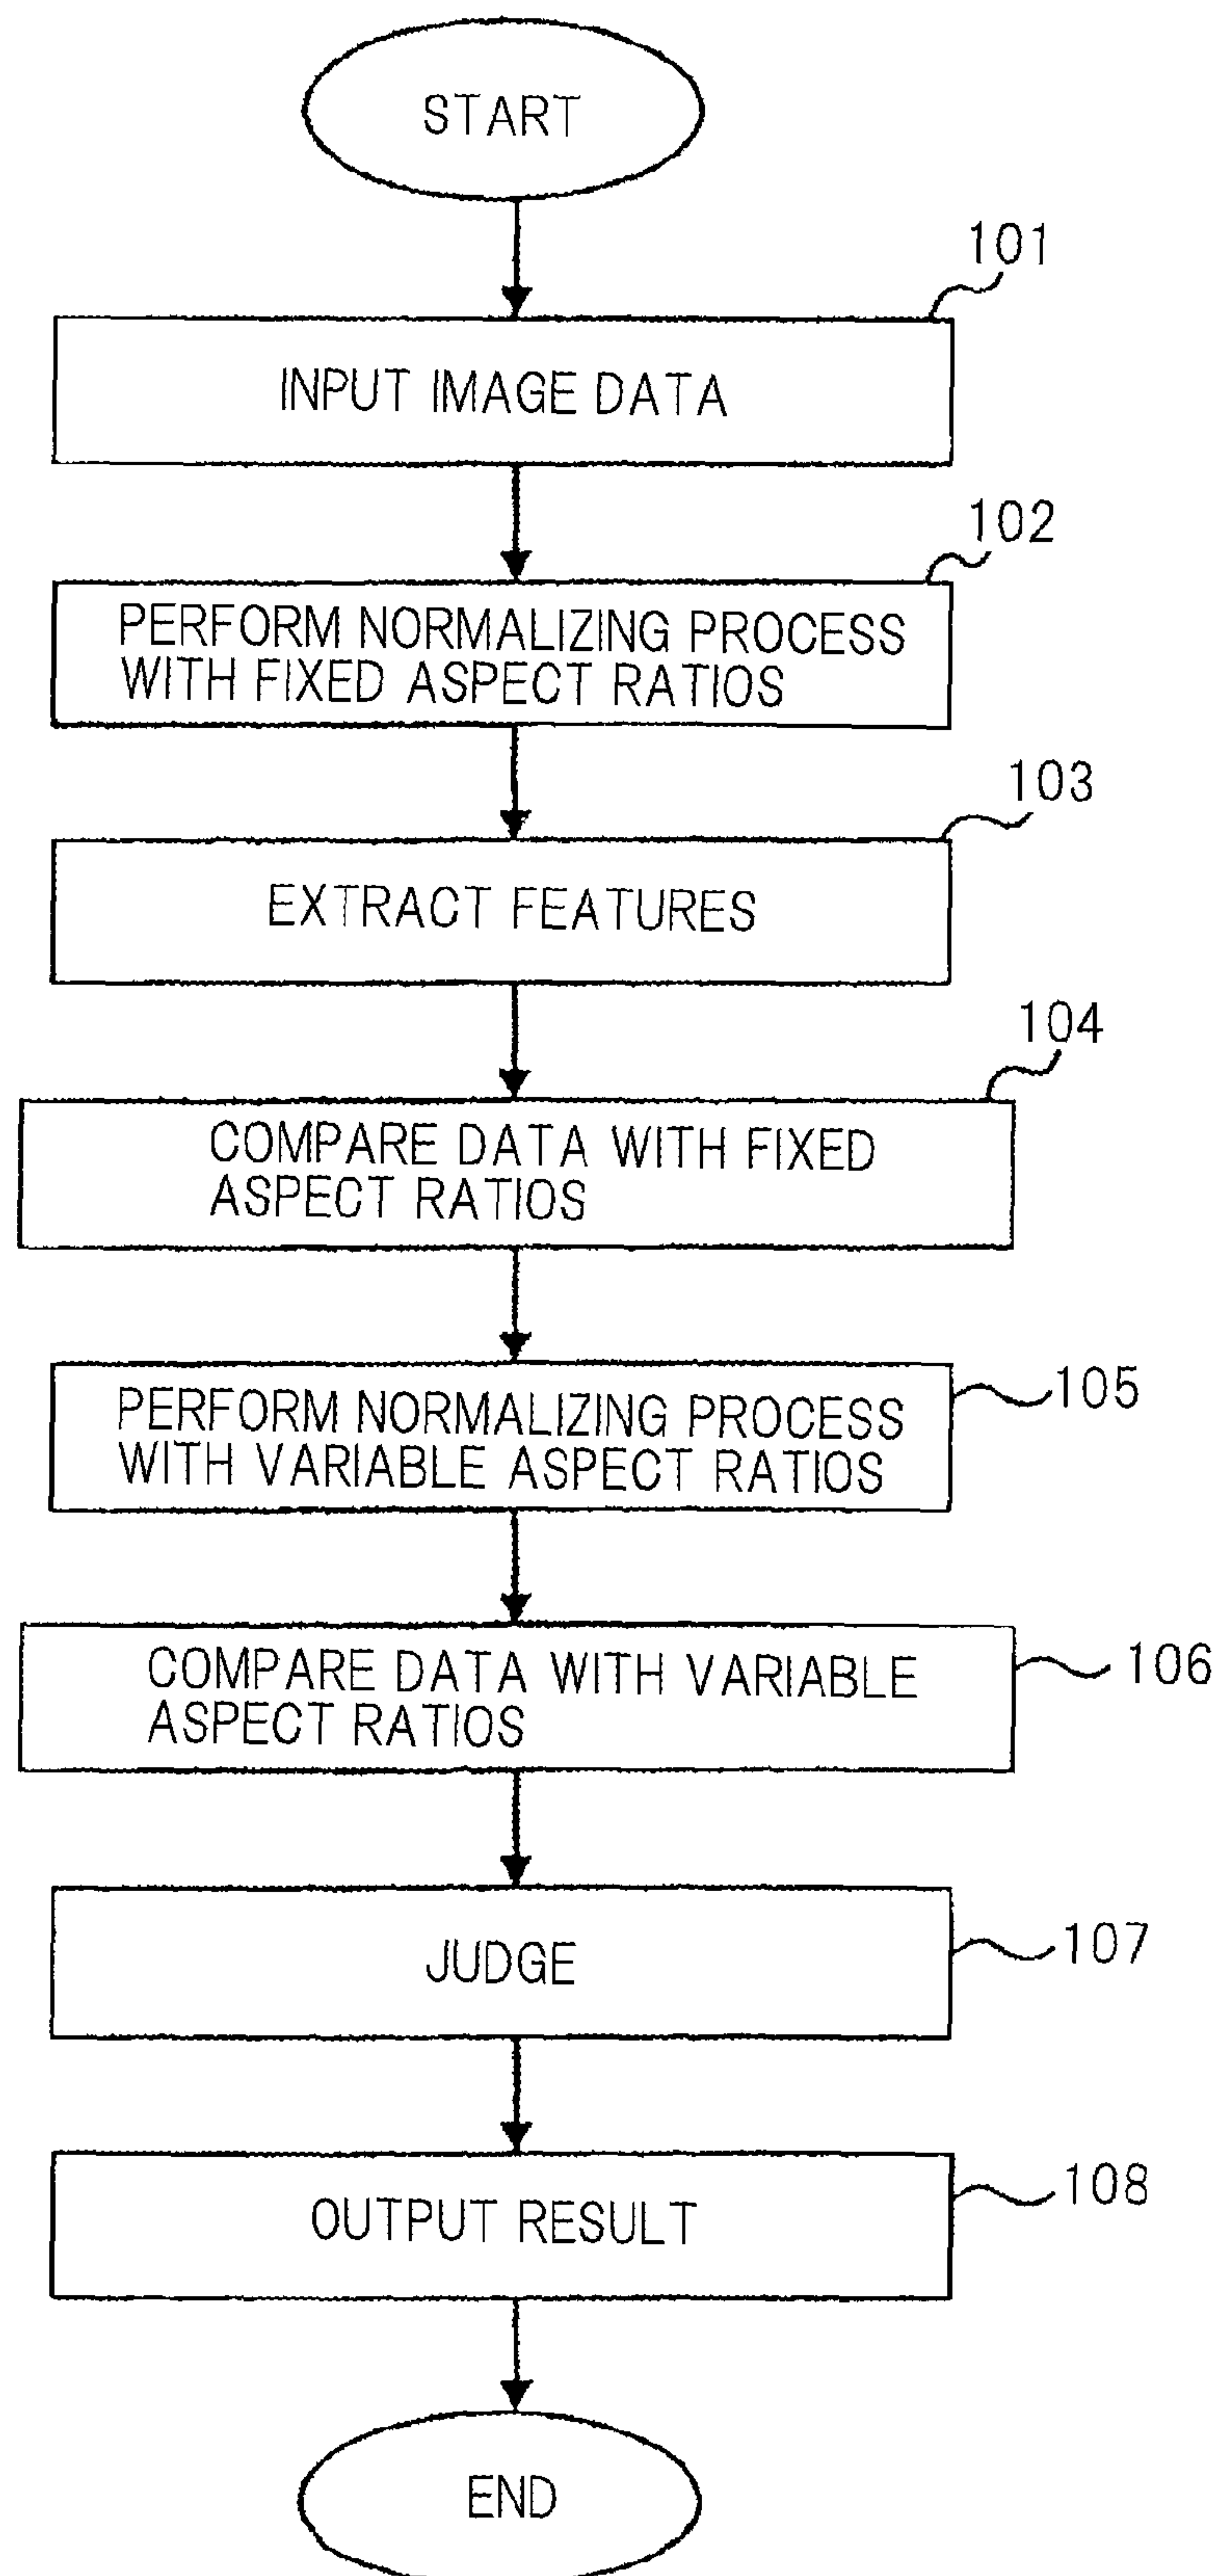 START
101
INPUT IMAGE DATA
102
PERFORM NORMALIZING PROCESS
WITH FIXED ASPECT RATIOS
103
EXTRACT FEATURES
104
COMPARE DATA WITH FIXED
ASPECT RATIOS
PERFORM NORMALIZING PROCESS
WITH VARIABLE ASPECT RATIOS
105
COMPARE DATA WITH VARIABLE
ASPECT RATIOS
106
JUDGE
107
OUTPUT RESULT
108
END